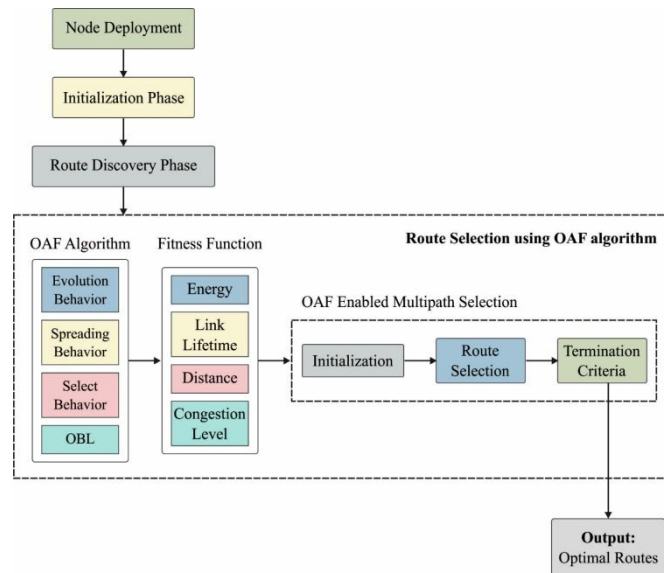 Node Deployment
Initialization Phase
Route Discovery Phase
Route Selection using OAF algorithm
OAF Algorithm
Evolution
Behavior
Spreading
Behavior
Select
Behavior
OBL
Fitness Function
Energy
Link
Lifetime
Distance
Congestion
Level
OAF Enabled Multipath Selection
Initialization
Route
Selection
Termination
Criteria
Output:
Optimal Routes